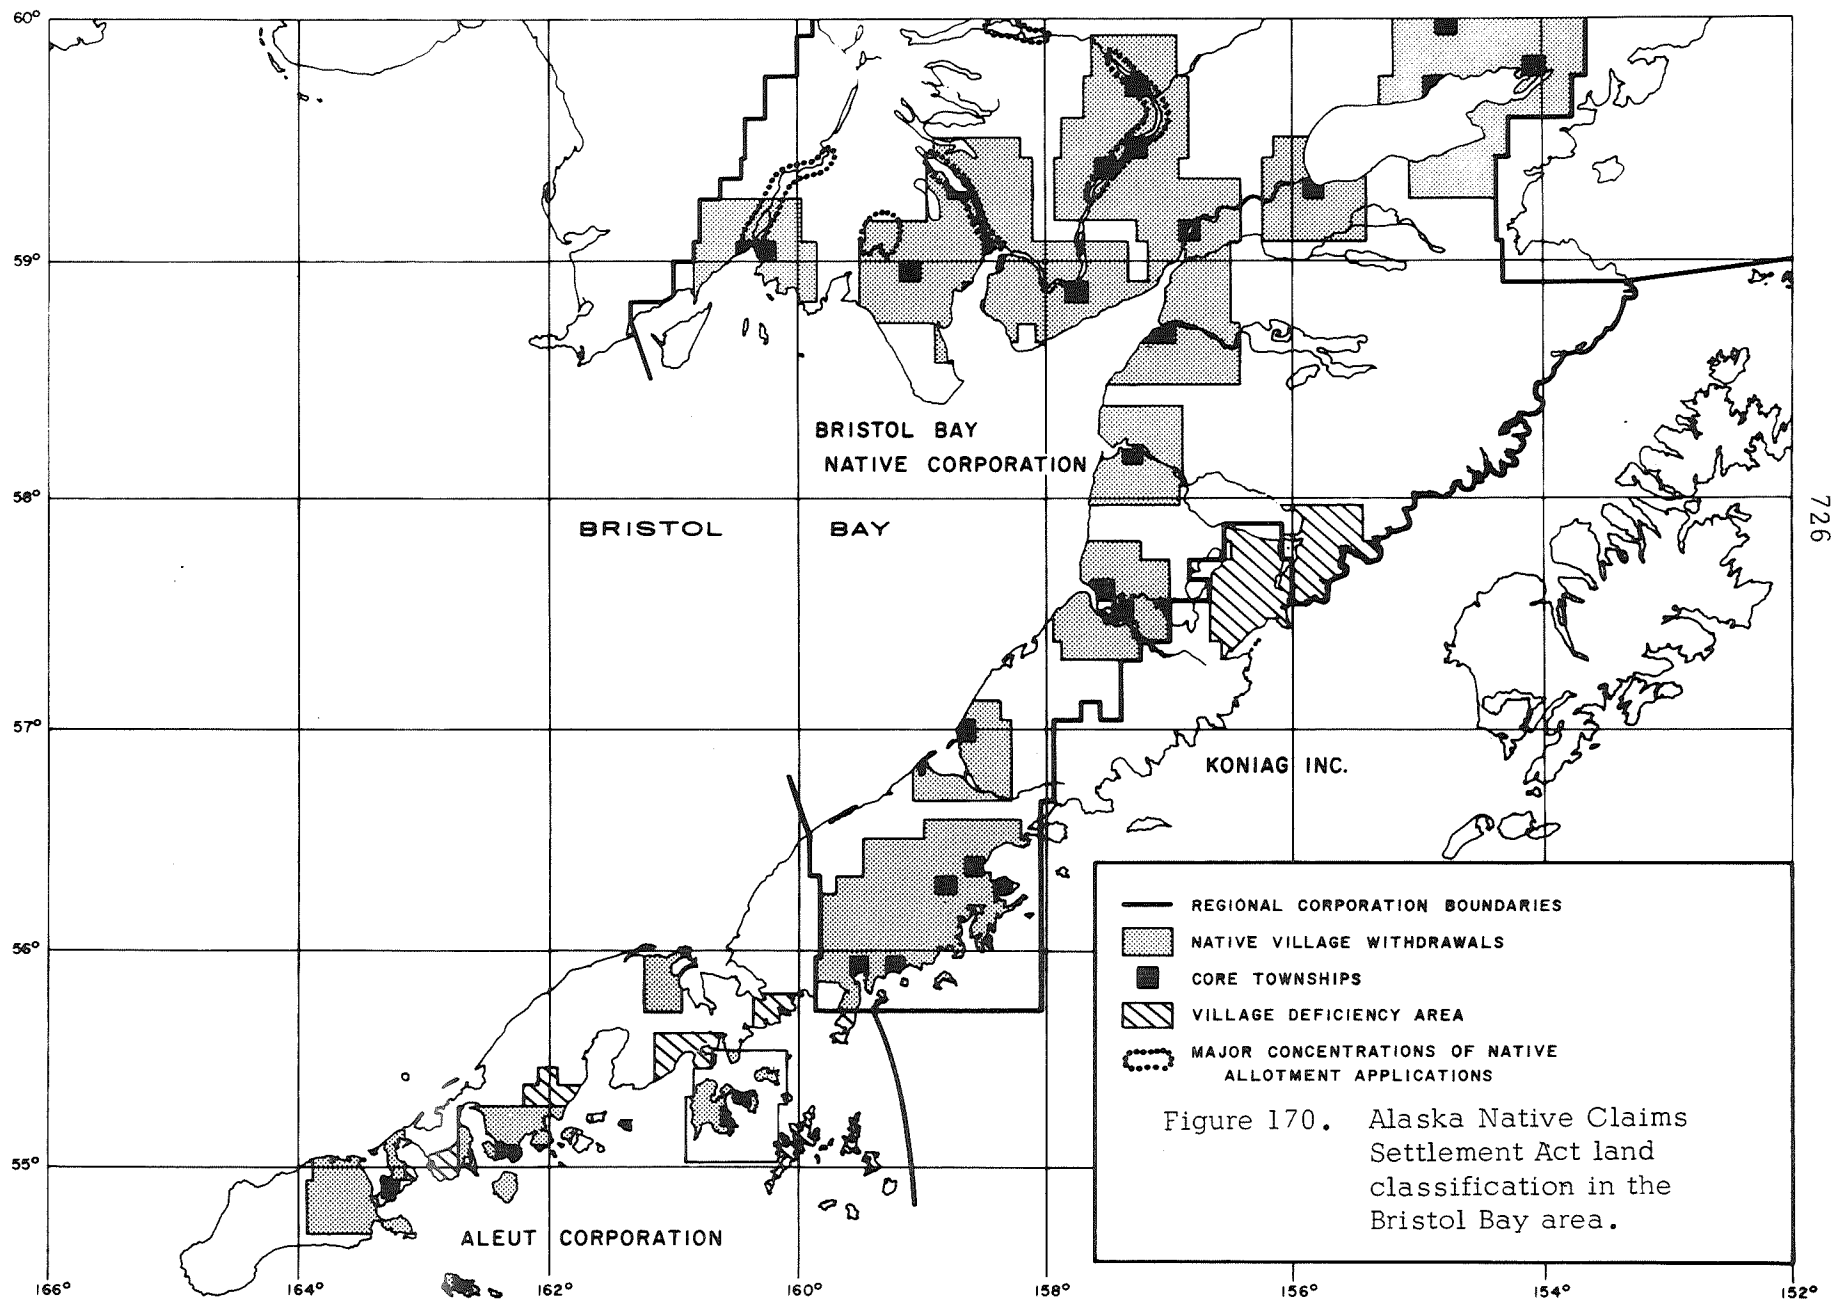 60°
59°
58°
57°
56°
55°
BRISTOL BAY
NATIVE CORPORATION
BRISTOL BAY
726
KONIAG INC.
ALEUT CORPORATION
REGIONAL CORPORATION BOUNDARIES
NATIVE VILLAGE WITHDRAWALS
CORE TOWNSHIPS
VILLAGE DEFICIENCY AREA
MAJOR CONCENTRATIONS OF NATIVE
ALLOTMENT APPLICATIONS
Figure 170. Alaska Native Claims
Settlement Act land
classification in the
Bristol Bay area.
166° 164° 162° 160° 158° 156° 154° 152°